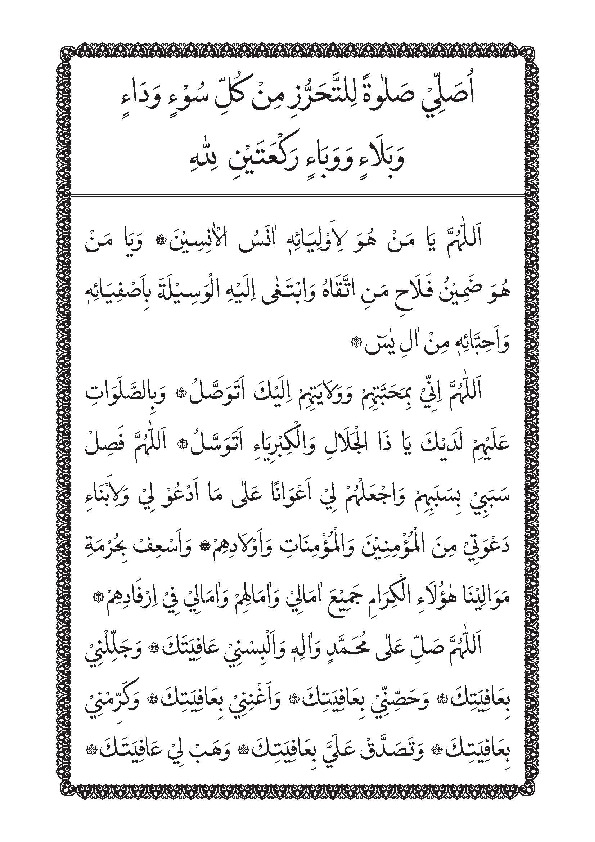 اُصَلِّيْ صَلٰوةً لِلتَّحَرُّزِ مِنْ كُلِّ سُوْءٍ وَدَاءٍ
وَبَلَاءٍ وَوَبَاءٍ رَكْعَتَيْنِ لِلّٰهِ
اَللّٰهُمَّ يَا مَنْ هُوَ لِاَوْلِيَائِهٖ اٰنَسُ الْاٰنِسِيْنَ۞ وَيَا مَنْ
هُوَ ضَمِيْنُ فَلَاحِ مَنِ اتَّقَاهُ وَابْتَغٰى اِلَيْهِ الْوَسِيْلَةَ بِاَصْفِيَائِهٖ
وَاَحِبَّائِهٖ مِنْ اٰلِ يٰسٓ۞
اَللّٰهُمَّ اِنِّيْ بِمَحَبَّتِهِمْ وَوَلَايَتِهِمْ اِلَيْكَ اَتَوَصَّلُ۞ وَبِالصَّلَوَاتِ
عَلَيْهِمْ لَدَيْكَ يَا ذَا الْجَلَالِ وَالْكِبْرِيَاءِ اَتَوَسَّلُ۞ اَللّٰهُمَّ فَصِلْ
سَبَبِيْ بِسَبَبِهِمْ وَاجْعَلْهُمْ لِيْ اَعْوَانًا عَلٰى مَا اَدْعُوْ لِيْ وَلِاَبْنَاءِ
دَعْوَتِيْ مِنَ الْمُؤْمِنِيْنَ وَالْمُؤْمِنَاتِ وَاَوْلَادِهِمْ۞ وَاَسْعِفْ بِحُرْمَةِ
مَوَالِيْنَا هٰؤُلَاءِ الْكِرَامِ جَمِيْعَ اٰمَالِيْ وَاٰمَالِهِمْ وَاٰمَالِيْ فِيْ اِرْفَادِهِمْ۞
اَللّٰهُمَّ صَلِّ عَلٰى مُحَمَّدٍ وَاٰلِهٖ وَاَلْبِسْنِيْ عَافِيَتَكَ۞ وَجَلِّلْنِيْ
بِعَافِيَتِكَ۞ وَحَصِّنِّيْ بِعَافِيَتِكَ۞ وَاَغْنِنِيْ بِعَافِيَتِكَ۞ وَكَرِّمْنِيْ
بِعَافِيَتِكَ۞ وَتَصَدَّقْ عَلَيَّ بِعَافِيَتِكَ۞ وَهَبْ لِيْ عَافِيَتَكَ۞